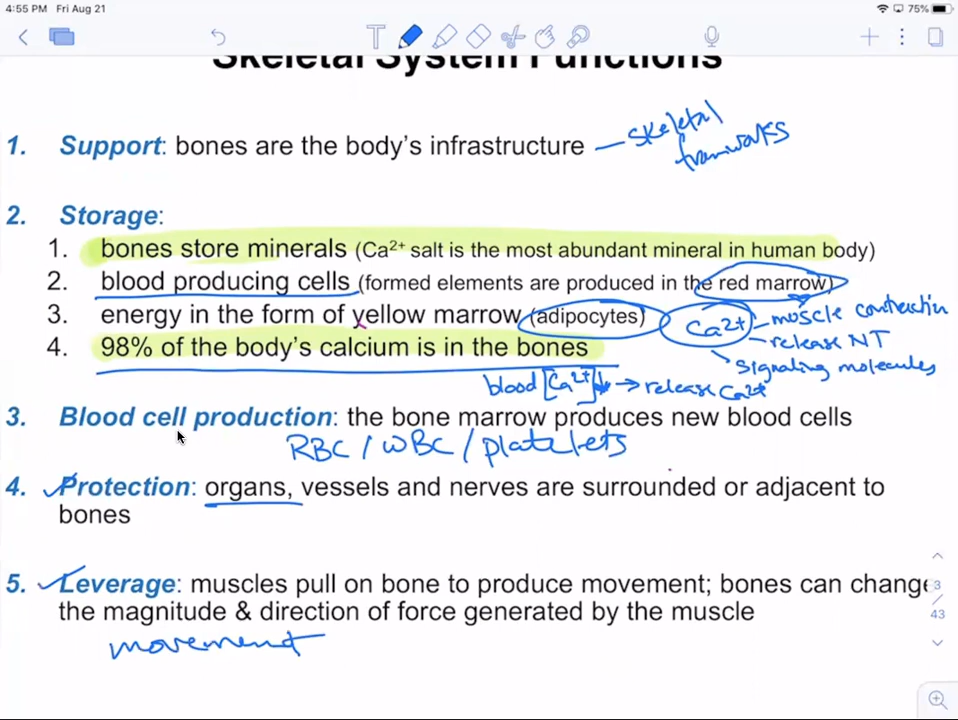 4:55 PM Fri Aug 21
75%
Skeletal System Functions
1. Support: bones are the body's infrastructure — skeletal
framworks
2. Storage:
1. bones store minerals (Ca²⁺ salt is the most abundant mineral in human body)
2. blood producing cells (formed elements are produced in the red marrow)
3. energy in the form of yellow marrow (adipocytes)
Ca²⁺
muscle contraction
release NT
signaling molecules
4. 98% of the body's calcium is in the bones
blood [Ca²⁺]↓ → release Ca²⁺
3. Blood cell production: the bone marrow produces new blood cells
RBC / WBC / platelets
4. Protection: organs, vessels and nerves are surrounded or adjacent to
bones
5. Leverage: muscles pull on bone to produce movement; bones can change
the magnitude & direction of force generated by the muscle
movement
3
/
43